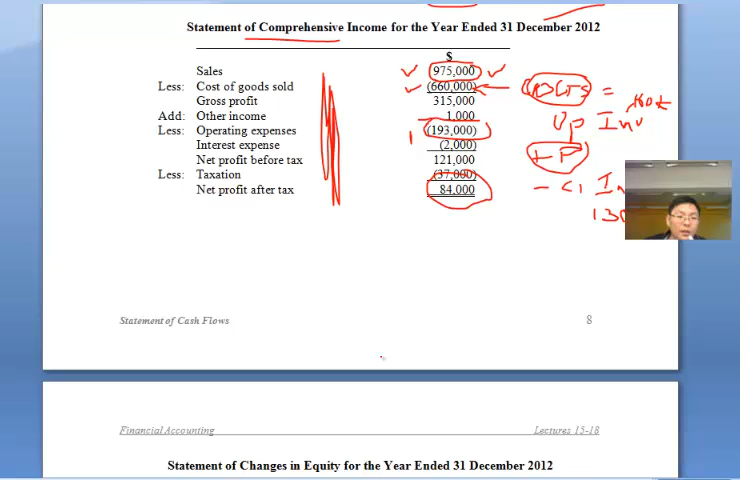 Statement of Comprehensive Income for the Year Ended 31 December 2012
$
Sales 975,000
Less: Cost of goods sold (660,000)
Gross profit 315,000
Add: Other income 1,000
Less: Operating expenses (193,000)
Interest expense (2,000)
Net profit before tax 121,000
Less: Taxation (37,000)
Net profit after tax 84,000
COGS =
Up Inv
+ P
- CI In
130
Statement of Cash Flows 8
Financial Accounting Lectures 15-18
Statement of Changes in Equity for the Year Ended 31 December 2012